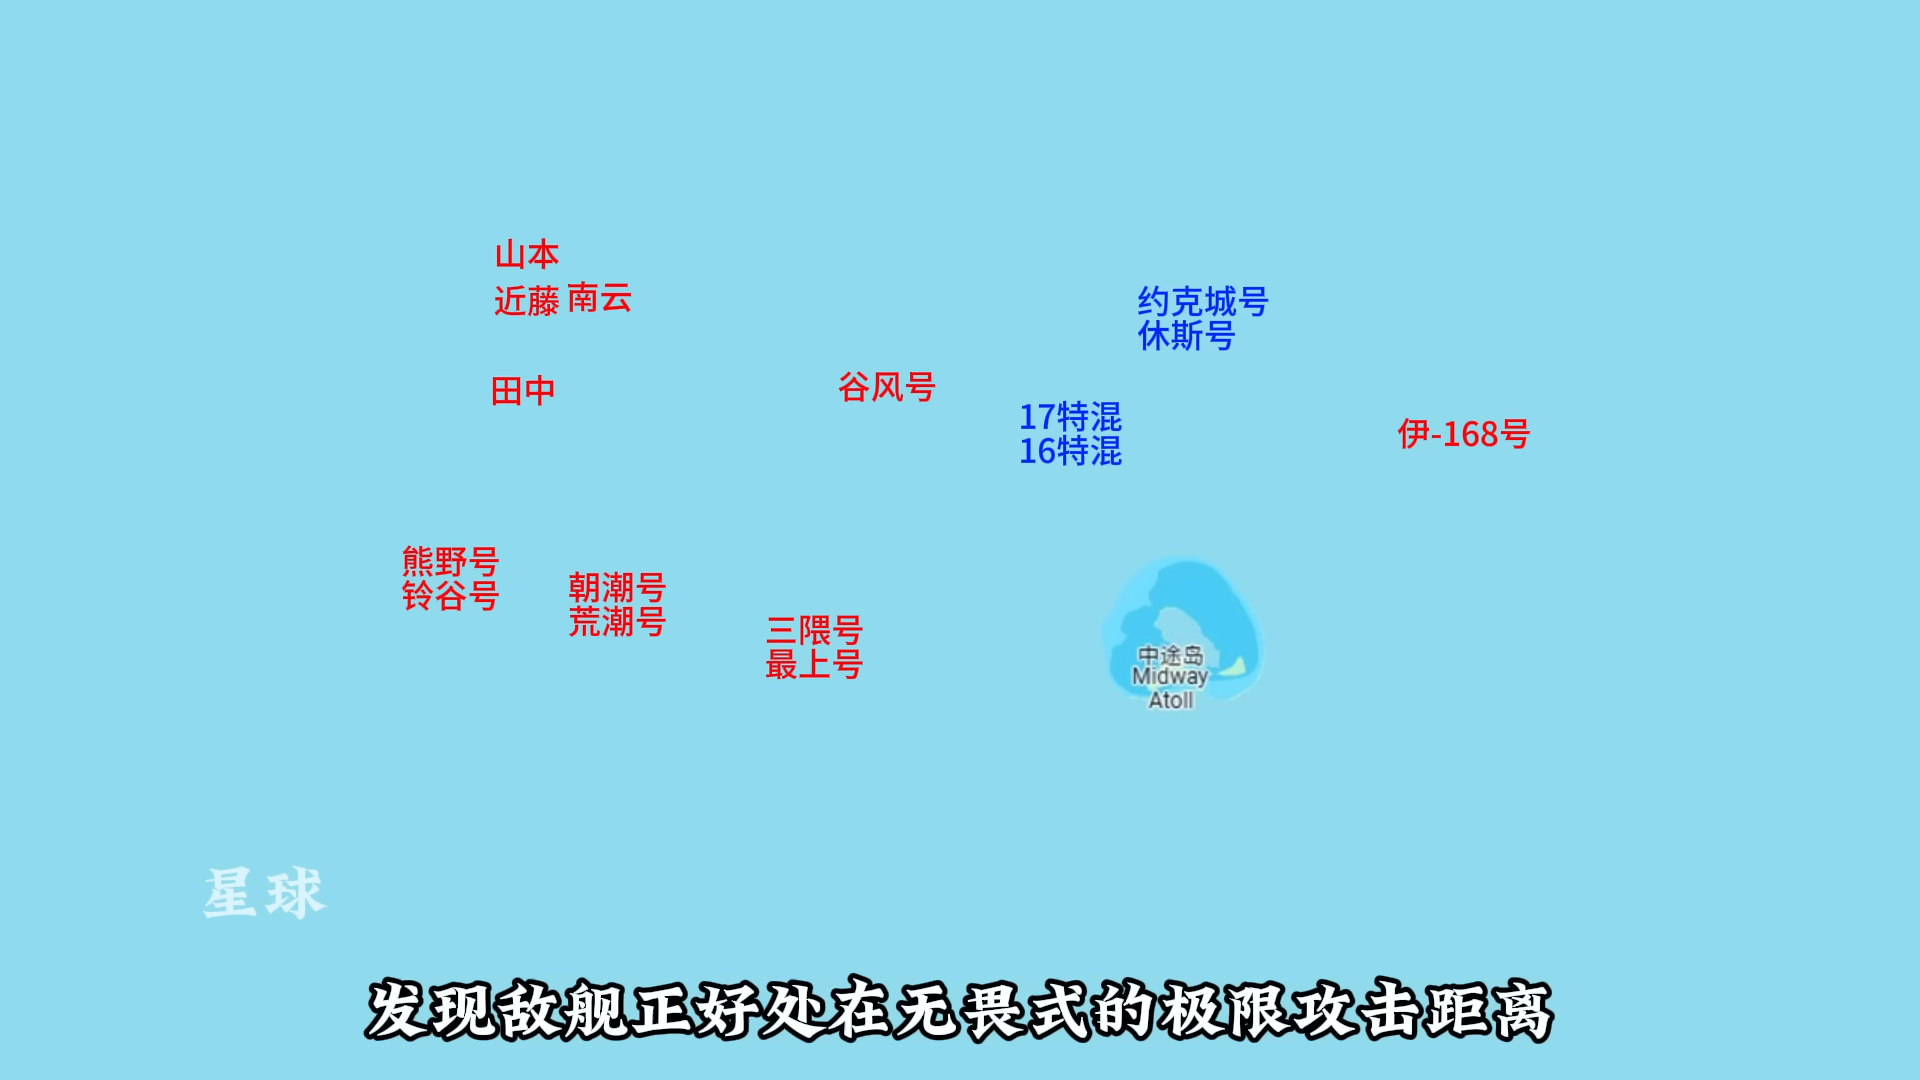 山本
近藤 南云
约克城号
休斯号
田中
谷风号
17特混
16特混
伊-168号
熊野号
铃谷号
朝潮号
荒潮号
三隈号
最上号
中途岛
Midway
Atoll
星球
发现敌舰正好处在无畏式的极限攻击距离